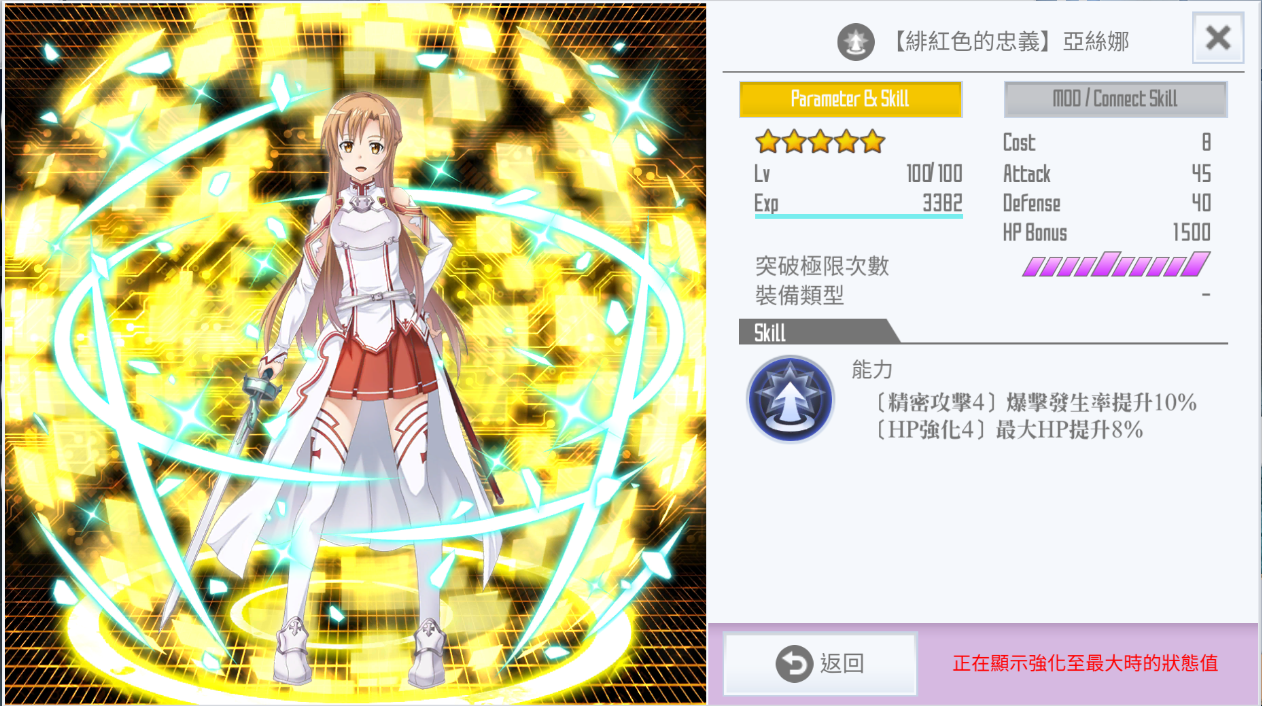 【緋紅色的忠義】亞絲娜
Parameter & Skill
MOD / Connect Skill
Lv 100/100
Exp 3382
Cost 8
Attack 45
Defense 40
HP Bonus 1500
突破極限次數
裝備類型 -
Skill
能力
〔精密攻擊4〕爆擊發生率提升10%
〔HP強化4〕最大HP提升8%
返回
正在顯示強化至最大時的狀態值